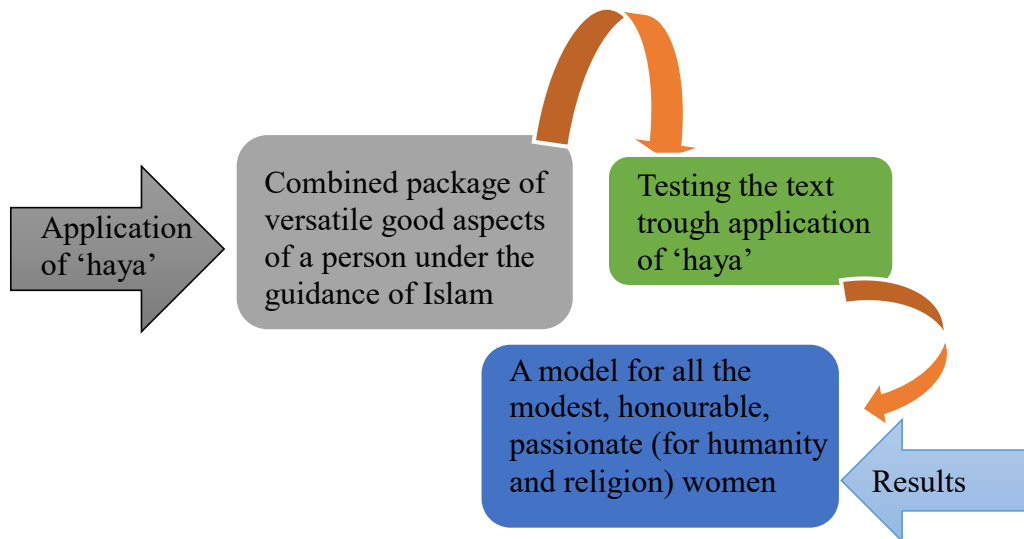 Application
of ‘haya’
Combined package of
versatile good aspects
of a person under the
guidance of Islam
Testing the text
trough application
of ‘haya’
A model for all the
modest, honourable,
passionate (for humanity
and religion) women
Results